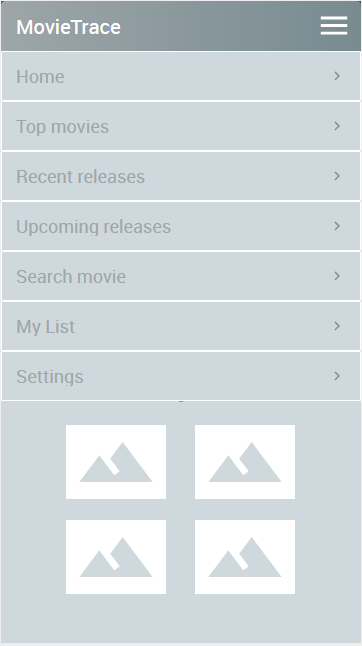 MovieTrace
Home
Top movies
Recent releases
Upcoming releases
Search movie
My List
Settings